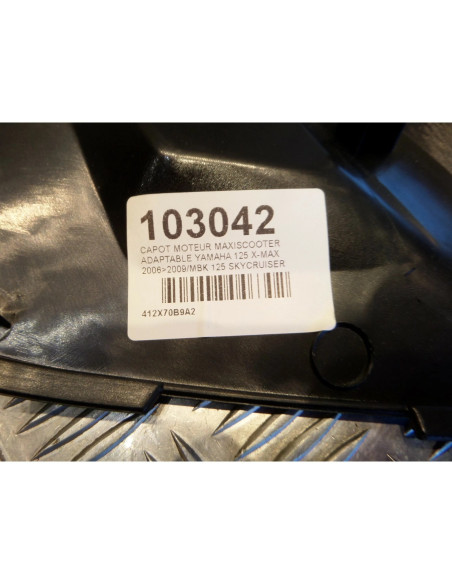 103042
CAPOT MOTEUR MAXISCOOTER
ADAPTABLE YAMAHA 125 X-MAX
2006>2009/MBK 125 SKYCRUISER
412X70B9A2